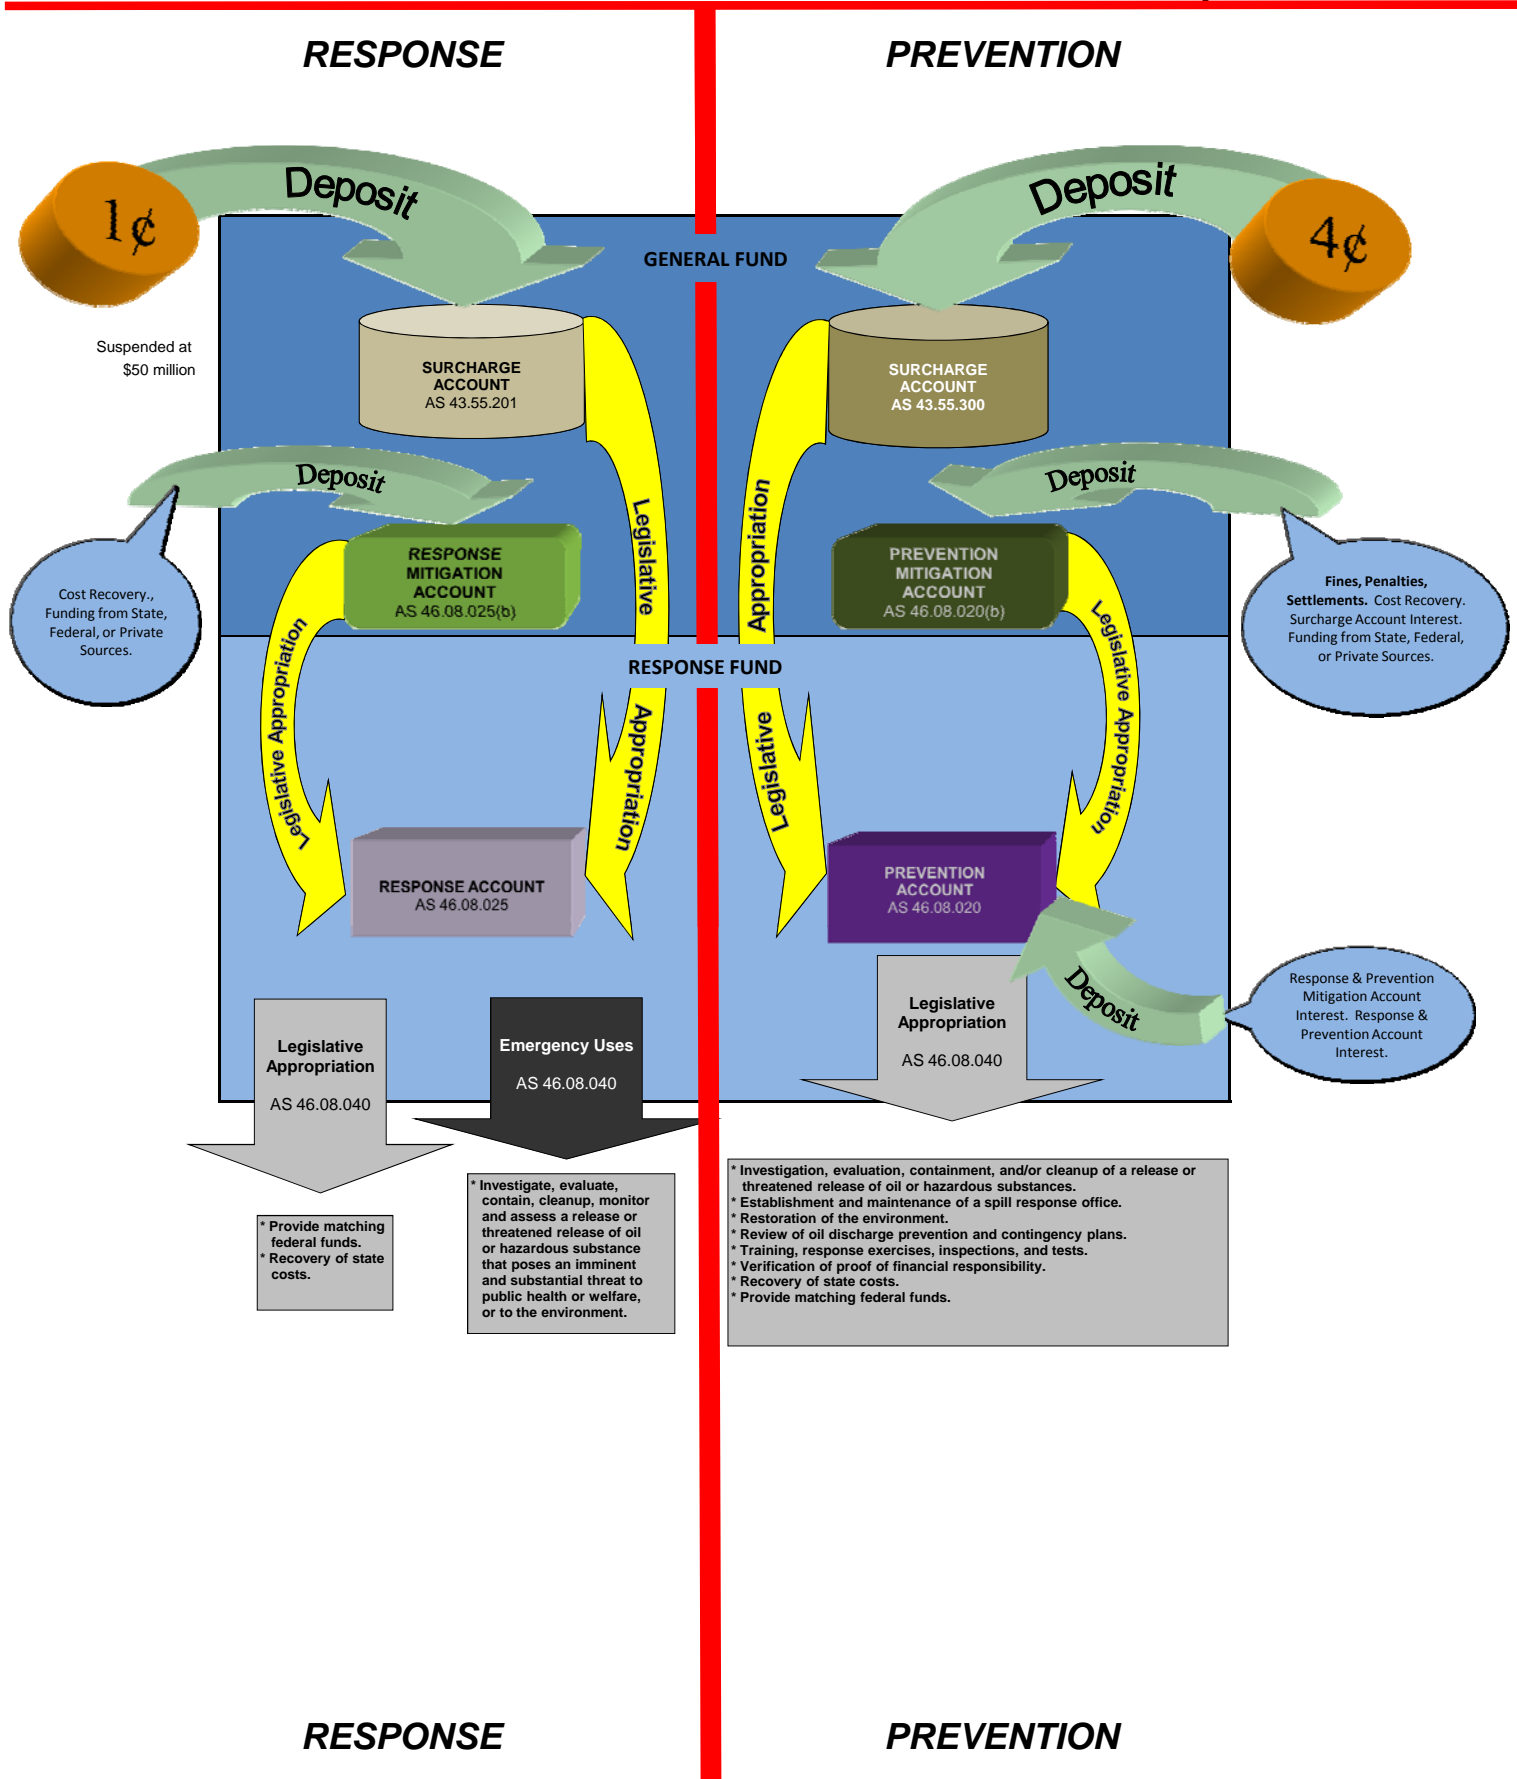 RESPONSE
PREVENTION
1¢
Deposit
Deposit
4¢
GENERAL FUND
Suspended at
$50 million
SURCHARGE
ACCOUNT
AS 43.55.201
SURCHARGE
ACCOUNT
AS 43.55.300
Deposit
Deposit
Legislative
Appropriation
Appropriation
Legislative
RESPONSE
MITIGATION
ACCOUNT
AS 46.08.025(b)
PREVENTION
MITIGATION
ACCOUNT
AS 46.08.020(b)
Cost Recovery.,
Funding from State,
Federal, or Private
Sources.
Fines, Penalties,
Settlements. Cost Recovery.
Surcharge Account Interest.
Funding from State, Federal,
or Private Sources.
Legislative Appropriation
Legislative Appropriation
RESPONSE FUND
RESPONSE ACCOUNT
AS 46.08.025
PREVENTION
ACCOUNT
AS 46.08.020
Deposit
Response & Prevention
Mitigation Account
Interest. Response &
Prevention Account
Interest.
Legislative
Appropriation
AS 46.08.040
Emergency Uses
AS 46.08.040
Legislative
Appropriation
AS 46.08.040
* Provide matching
federal funds.
* Recovery of state
costs.
* Investigate, evaluate,
contain, cleanup, monitor
and assess a release or
threatened release of oil
or hazardous substance
that poses an imminent
and substantial threat to
public health or welfare,
or to the environment.
* Investigation, evaluation, containment, and/or cleanup of a release or
threatened release of oil or hazardous substances.
* Establishment and maintenance of a spill response office.
* Restoration of the environment.
* Review of oil discharge prevention and contingency plans.
* Training, response exercises, inspections, and tests.
* Verification of proof of financial responsibility.
* Recovery of state costs.
* Provide matching federal funds.
RESPONSE
PREVENTION